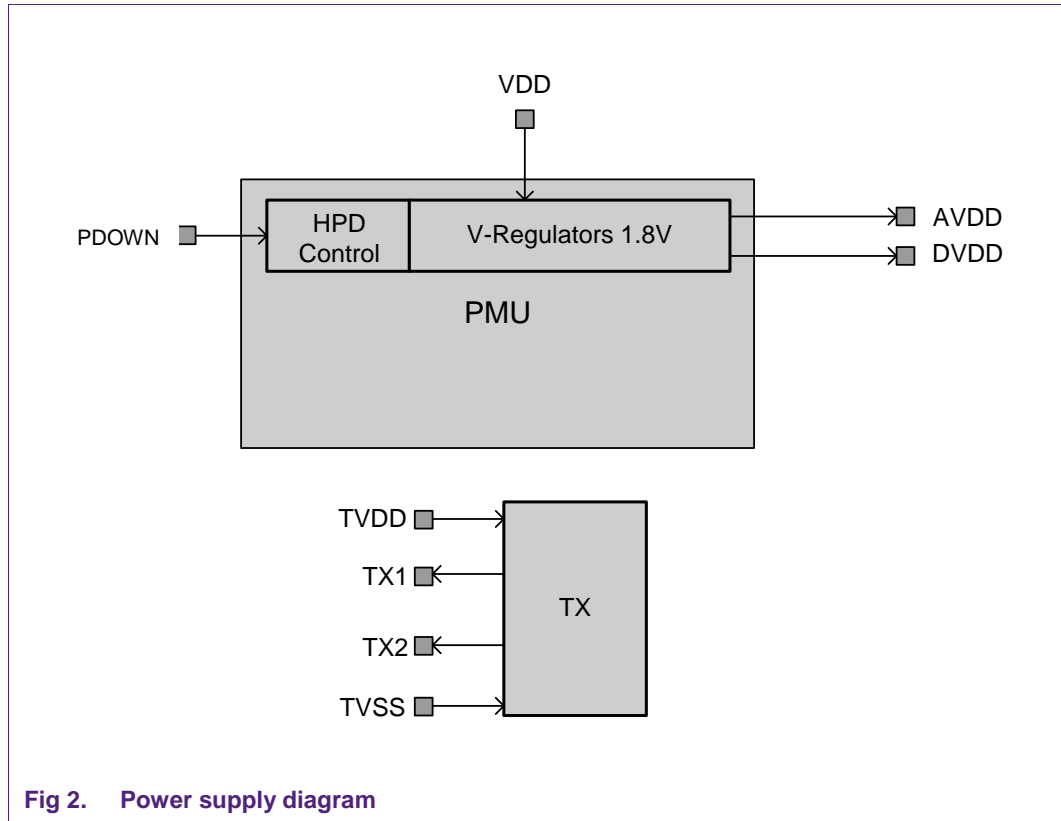 VDD
PDOWN
HPD
Control
V-Regulators 1.8V
AVDD
DVDD
PMU
TVDD
TX1
TX2
TVSS
TX
Fig 2. Power supply diagram